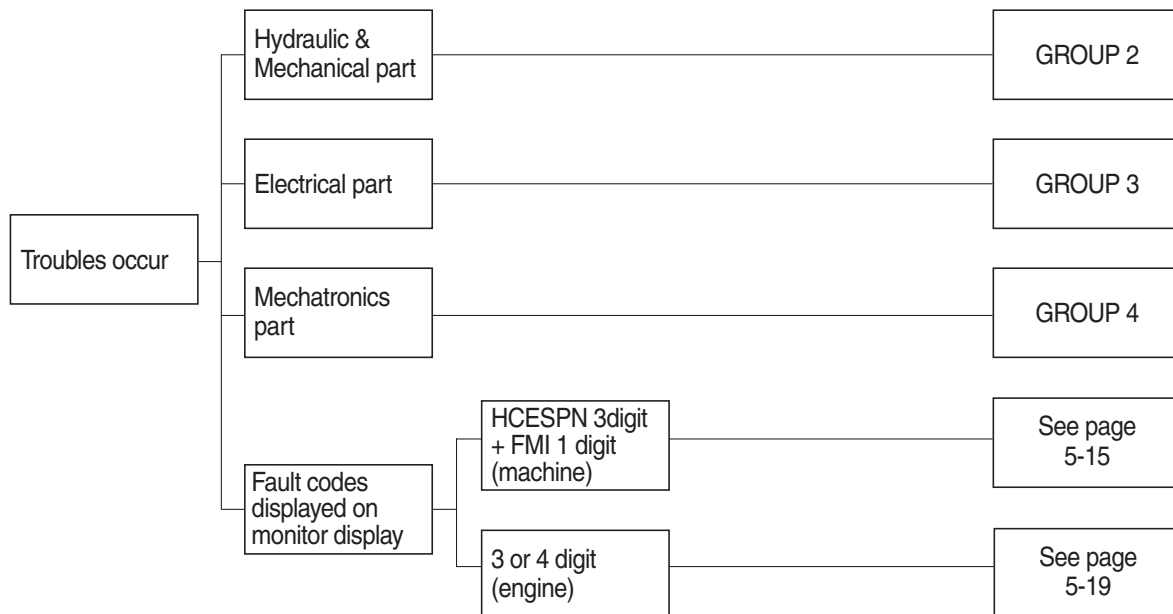 Hydraulic &
Mechanical part
GROUP 2
Electrical part
GROUP 3
Troubles occur
Mechatronics
part
GROUP 4
HCESPN 3digit
+ FMI 1 digit
(machine)
See page
5-15
Fault codes
displayed on
monitor display
3 or 4 digit
(engine)
See page
5-19